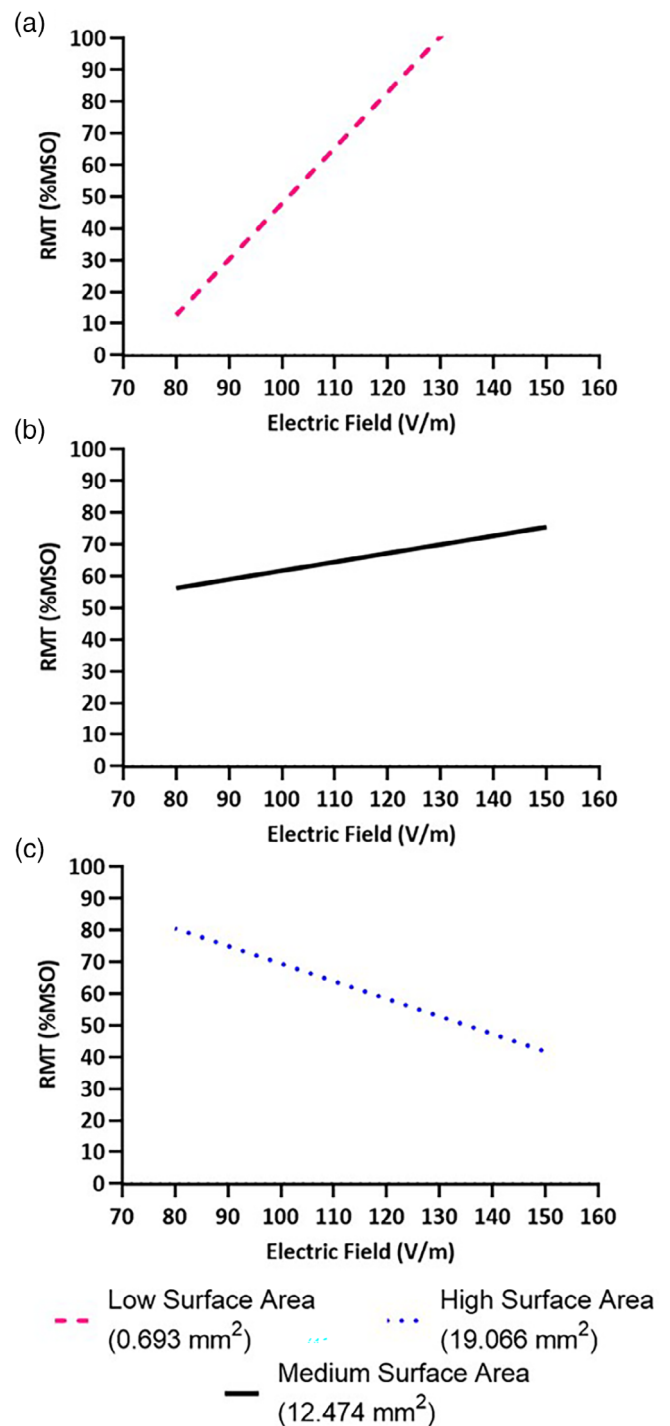 (a)
100
90
80
70
60
50
40
30
20
10
0
RMT (%MSO)
70 80 90 100 110 120 130 140 150 160
Electric Field (V/m)
(b)
100
90
80
70
60
50
40
30
20
10
0
RMT (%MSO)
70 80 90 100 110 120 130 140 150 160
Electric Field (V/m)
(c)
100
90
80
70
60
50
40
30
20
10
0
RMT (%MSO)
70 80 90 100 110 120 130 140 150 160
Electric Field (V/m)
Low Surface Area
(0.693 mm²)
High Surface Area
(19.066 mm²)
Medium Surface Area
(12.474 mm²)